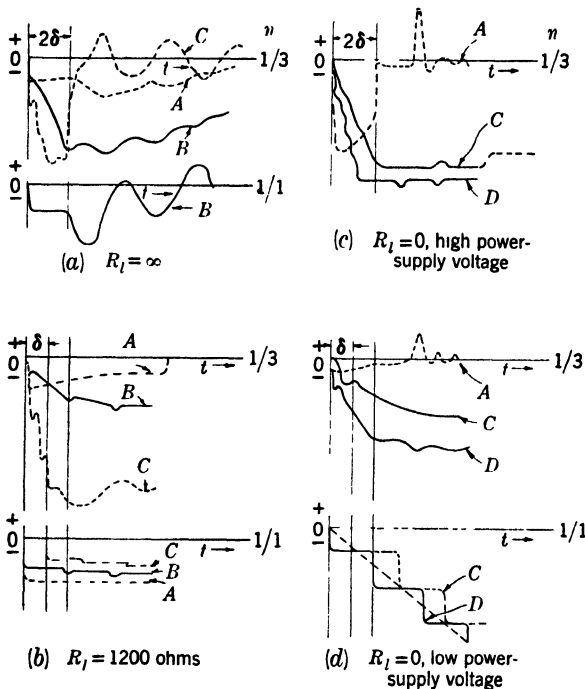 + 2δ C n
0
− t 1/3
A
B
+
0
− t 1/1
B
(a) R_l = ∞
+ 2δ A n
0
− t 1/3
C
D
(c) R_l = 0, high power-
supply voltage
+ δ A
0
− t 1/3
B
C
+
0
− t 1/1
C
B
A
(b) R_l = 1200 ohms
+ δ
0
− t 1/3
A
C
D
+
0
− t 1/1
C
D
(d) R_l = 0, low power-
supply voltage